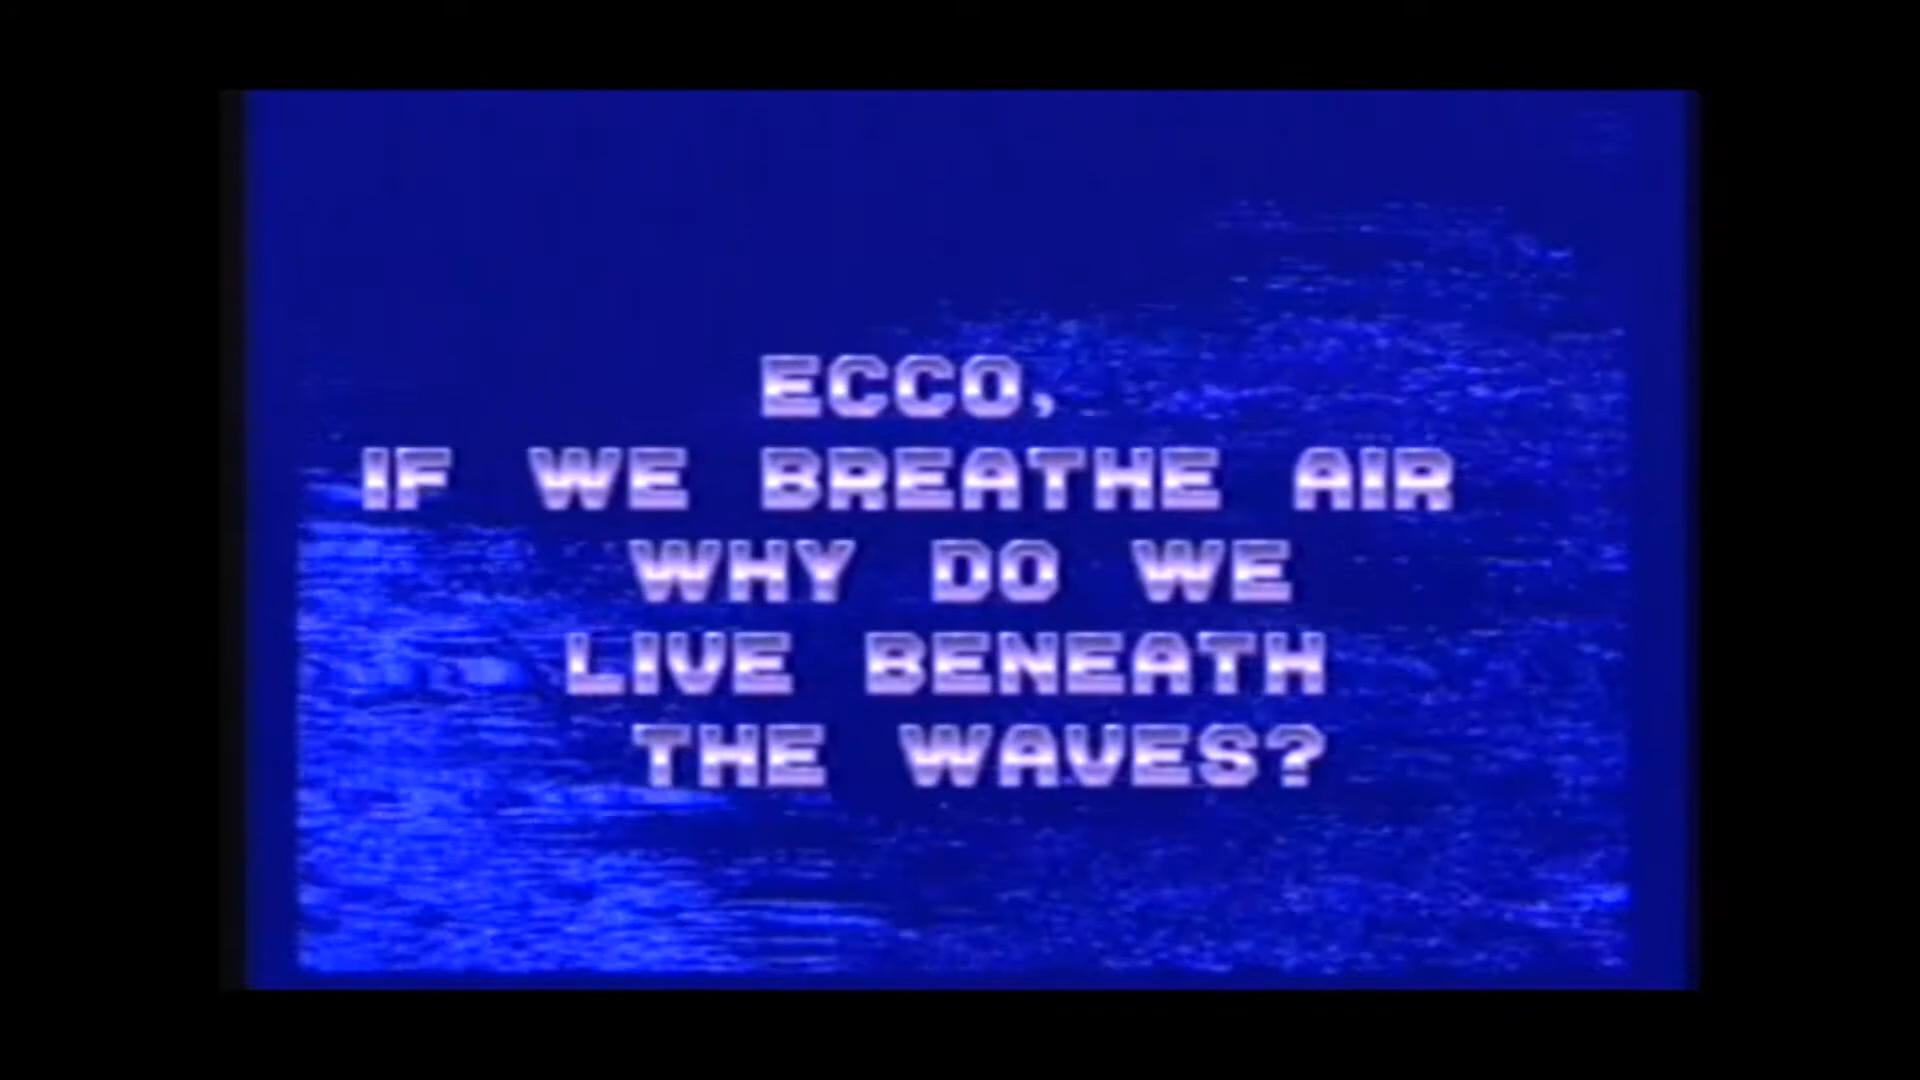 ECCO,
IF WE BREATHE AIR
WHY DO WE
LIVE BENEATH
THE WAVES?